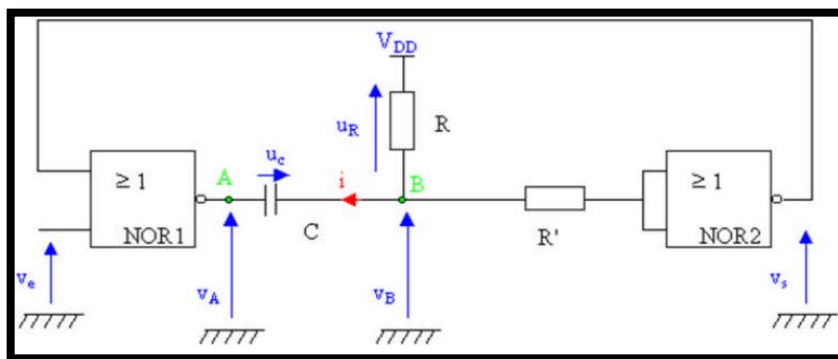 V_DD
u_R
R
u_c
A
i
B
≥ 1
≥ 1
C
NOR1
R'
NOR2
v_e
v_A
v_B
v_s